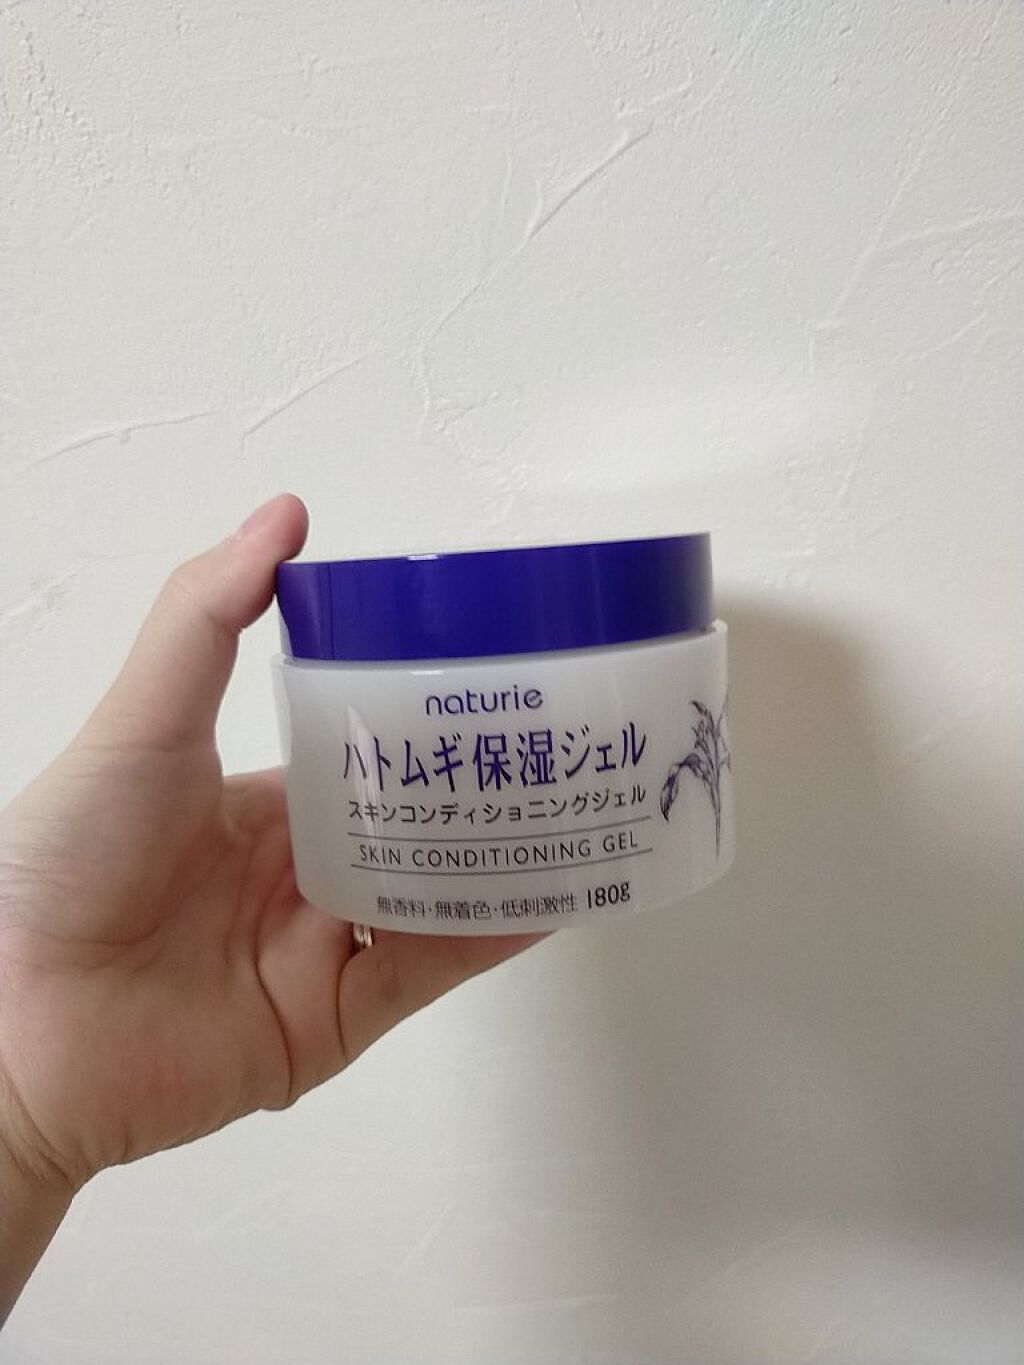 naturie
ハトムギ保湿ジェル
スキンコンディショニングジェル
SKIN CONDITIONING GEL
無香料・無着色・低刺激性 180g